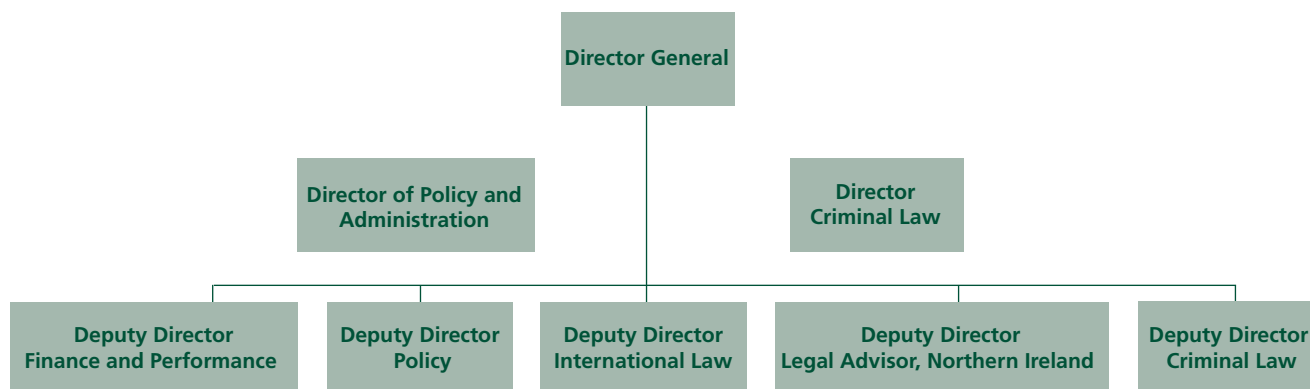 Director General
Director of Policy and
Administration
Director
Criminal Law
Deputy Director
Finance and Performance
Deputy Director
Policy
Deputy Director
International Law
Deputy Director
Legal Advisor, Northern Ireland
Deputy Director
Criminal Law